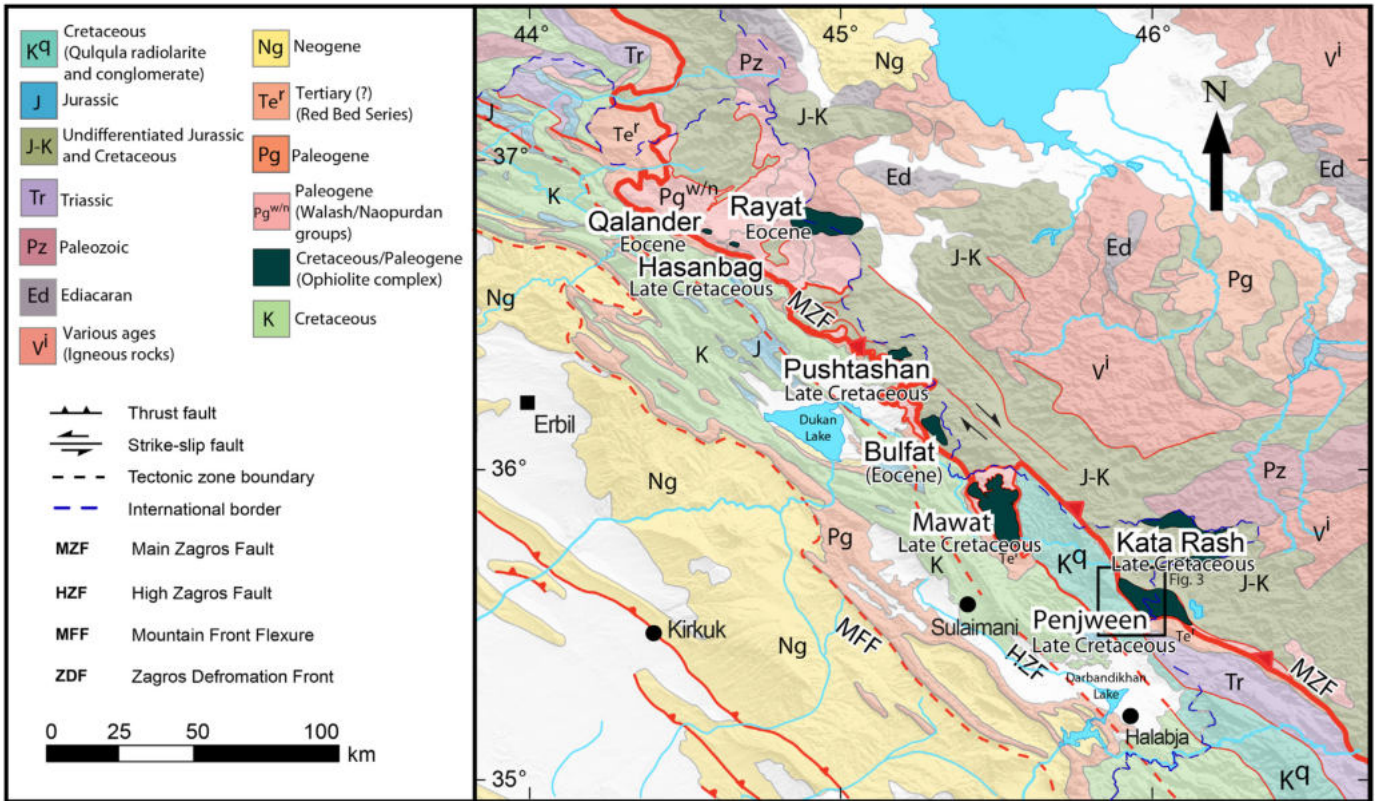 Kq
Cretaceous
(Qulqula radiolarite
and conglomerate)
J
Jurassic
J-K
Undifferentiated Jurassic
and Cretaceous
Tr
Triassic
Pz
Paleozoic
Ed
Ediacaran
Vi
Various ages
(Igneous rocks)
Ng
Neogene
Ter
Tertiary (?)
(Red Bed Series)
Pg
Paleogene
Pgw/n
Paleogene
(Walash/Naopurdan
groups)
Cretaceous/Paleogene
(Ophiolite complex)
K
Cretaceous
Thrust fault
Strike-slip fault
Tectonic zone boundary
International border
MZF Main Zagros Fault
HZF High Zagros Fault
MFF Mountain Front Flexure
ZDF Zagros Defromation Front
0 25 50 100
km
44°
45°
46°
Tr
Pz
Ng
Vi
J
Ter
J-K
N
37°
K
Pgw/n
Ed
Ed
Qalander
Eocene
Rayat
Eocene
Ed
Hasanbag
Late Cretaceous
J-K
Pg
Ng
MZF
K
J
Vi
Pushtashan
Late Cretaceous
Erbil
Dukan
Lake
Bulfat
(Eocene)
36°
Ng
J-K
Pz
Mawat
Late Cretaceous
Vi
Pg
K
Ter
Kq
Kata Rash
Late Cretaceous
Fig. 3
J-K
Sulaimani
Penjween
Late Cretaceous
Ter
Kirkuk
Ng
MFF
HZF
Darbandikhan
Lake
Tr
MZF
Halabja
35°
Kq